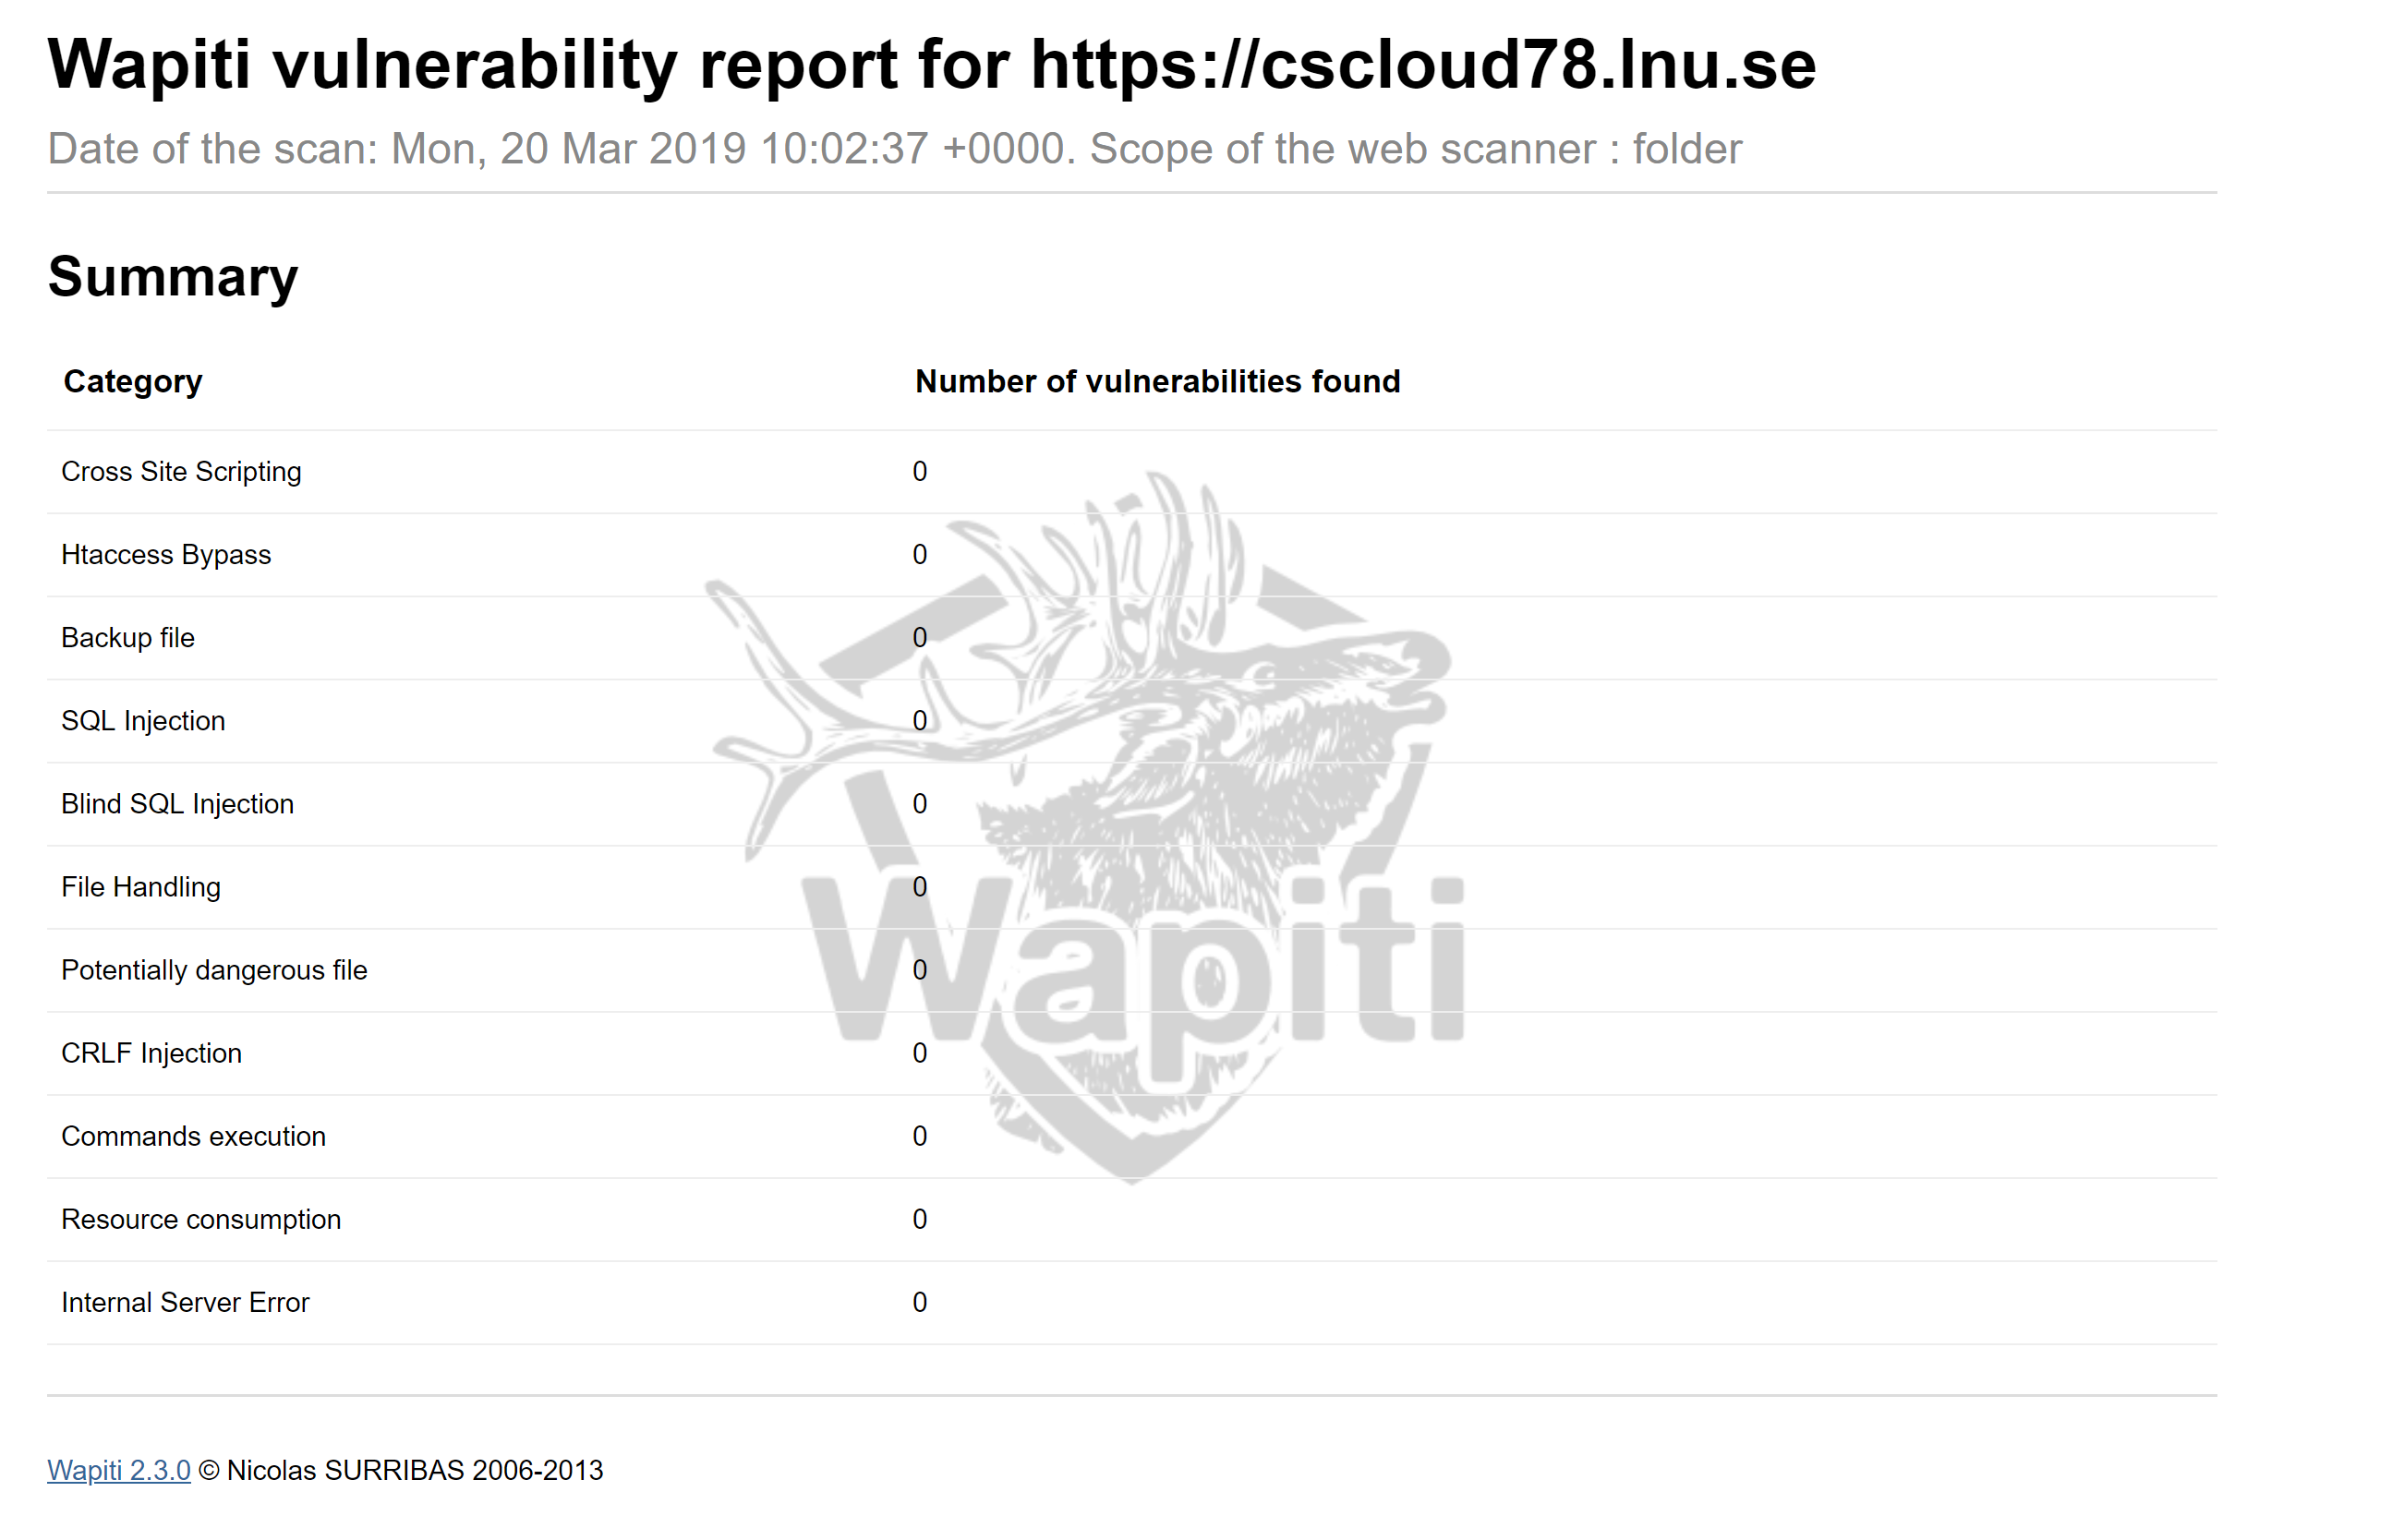 Wapiti vulnerability report for https://cscloud78.lnu.se
Date of the scan: Mon, 20 Mar 2019 10:02:37 +0000. Scope of the web scanner : folder
Summary
Category Number of vulnerabilities found
Cross Site Scripting 0
Htaccess Bypass 0
Backup file 0
SQL Injection 0
Blind SQL Injection 0
File Handling 0
Potentially dangerous file 0
CRLF Injection 0
Commands execution 0
Resource consumption 0
Internal Server Error 0
Wapiti
Wapiti 2.3.0 © Nicolas SURRIBAS 2006-2013